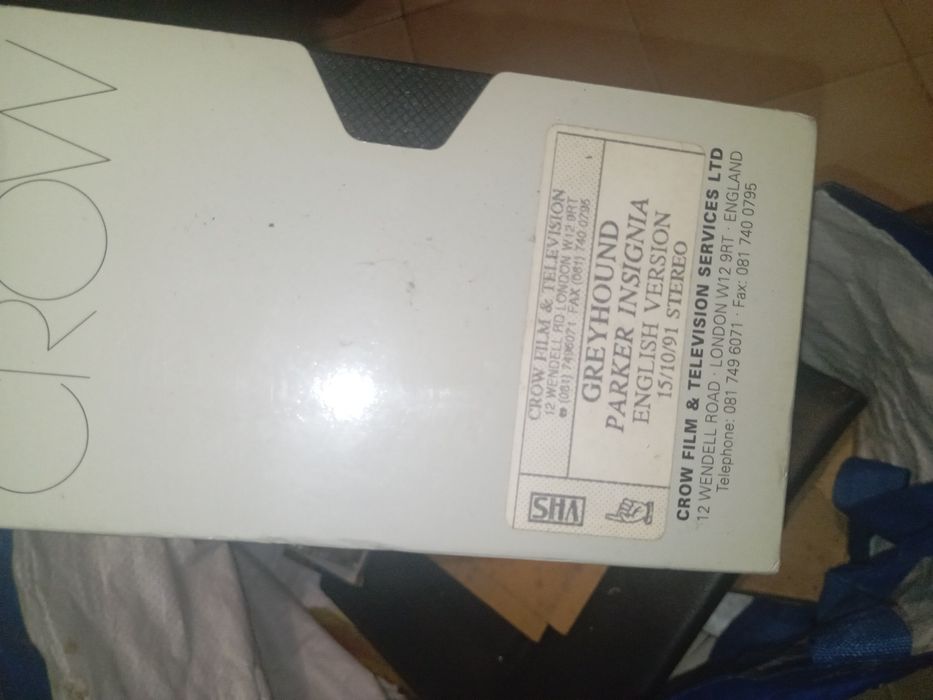 CROW
CROW FILM & TELEVISION
12 WENDELL RD LONDON W12 9RT
☎ (081) 7496071 FAX (081) 740 0795
GREYHOUND
PARKER INSIGNIA
ENGLISH VERSION
15/10/91 STEREO
VHS
CROW FILM & TELEVISION SERVICES LTD
12 WENDELL ROAD · LONDON W12 9RT · ENGLAND
Telephone: 081 749 6071 · Fax: 081 740 0795